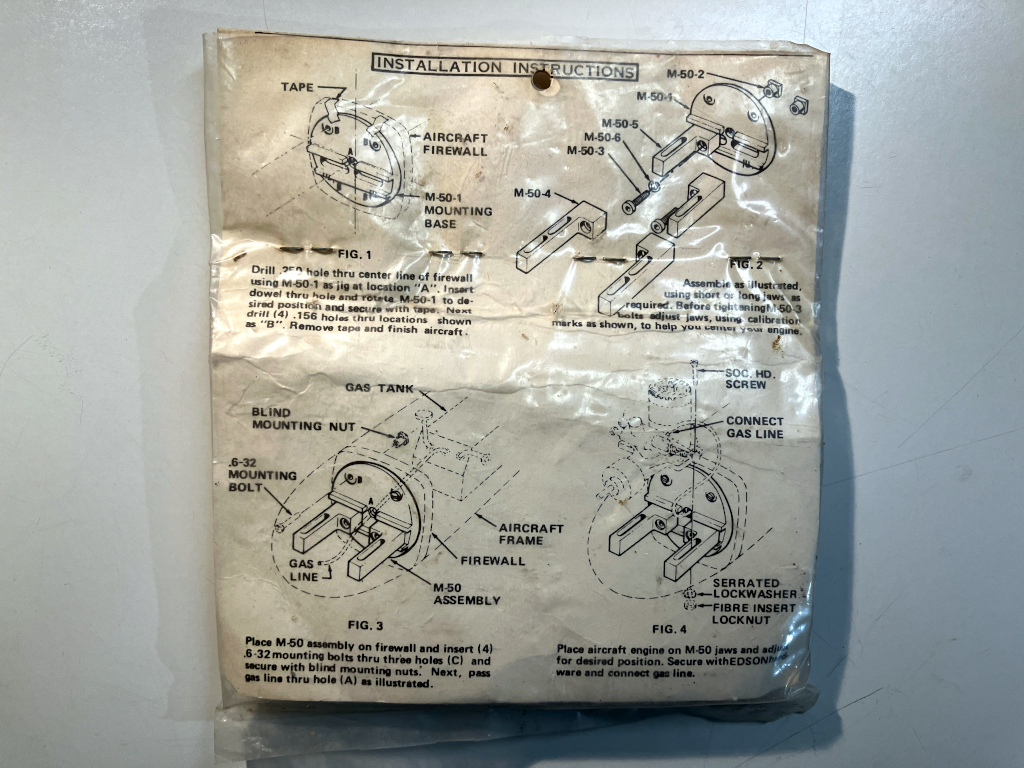 INSTALLATION INSTRUCTIONS
TAPE
B
B
A
B
B
AIRCRAFT
FIREWALL
M-50-1
MOUNTING
BASE
FIG. 1
Drill .250 hole thru center line of firewall
using M-50-1 as jig at location "A". Insert
dowel thru hole and rotate M-50-1 to de-
sired position and secure with tape. Next
drill (4) .156 holes thru locations shown
as "B". Remove tape and finish aircraft.
M-50-2
M-50-1
M-50-5
M-50-6
M-50-3
M-50-4
FIG. 2
Assemble as illustrated,
using short or long jaws as
required. Before tightening M-50-3
bolts adjust jaws, using calibration
marks as shown, to help you center your engine.
GAS TANK
BLIND
MOUNTING NUT
.6-32
MOUNTING
BOLT
B
A
GAS
LINE
AIRCRAFT
FRAME
FIREWALL
M-50
ASSEMBLY
FIG. 3
Place M-50 assembly on firewall and insert (4)
.6-32 mounting bolts thru three holes (C) and
secure with blind mounting nuts. Next, pass
gas line thru hole (A) as illustrated.
SOC. HD.
SCREW
CONNECT
GAS LINE
SERRATED
LOCKWASHER
FIBRE INSERT
LOCKNUT
FIG. 4
Place aircraft engine on M-50 jaws and
for desired position. Secure with EDSON
ware and connect gas line.